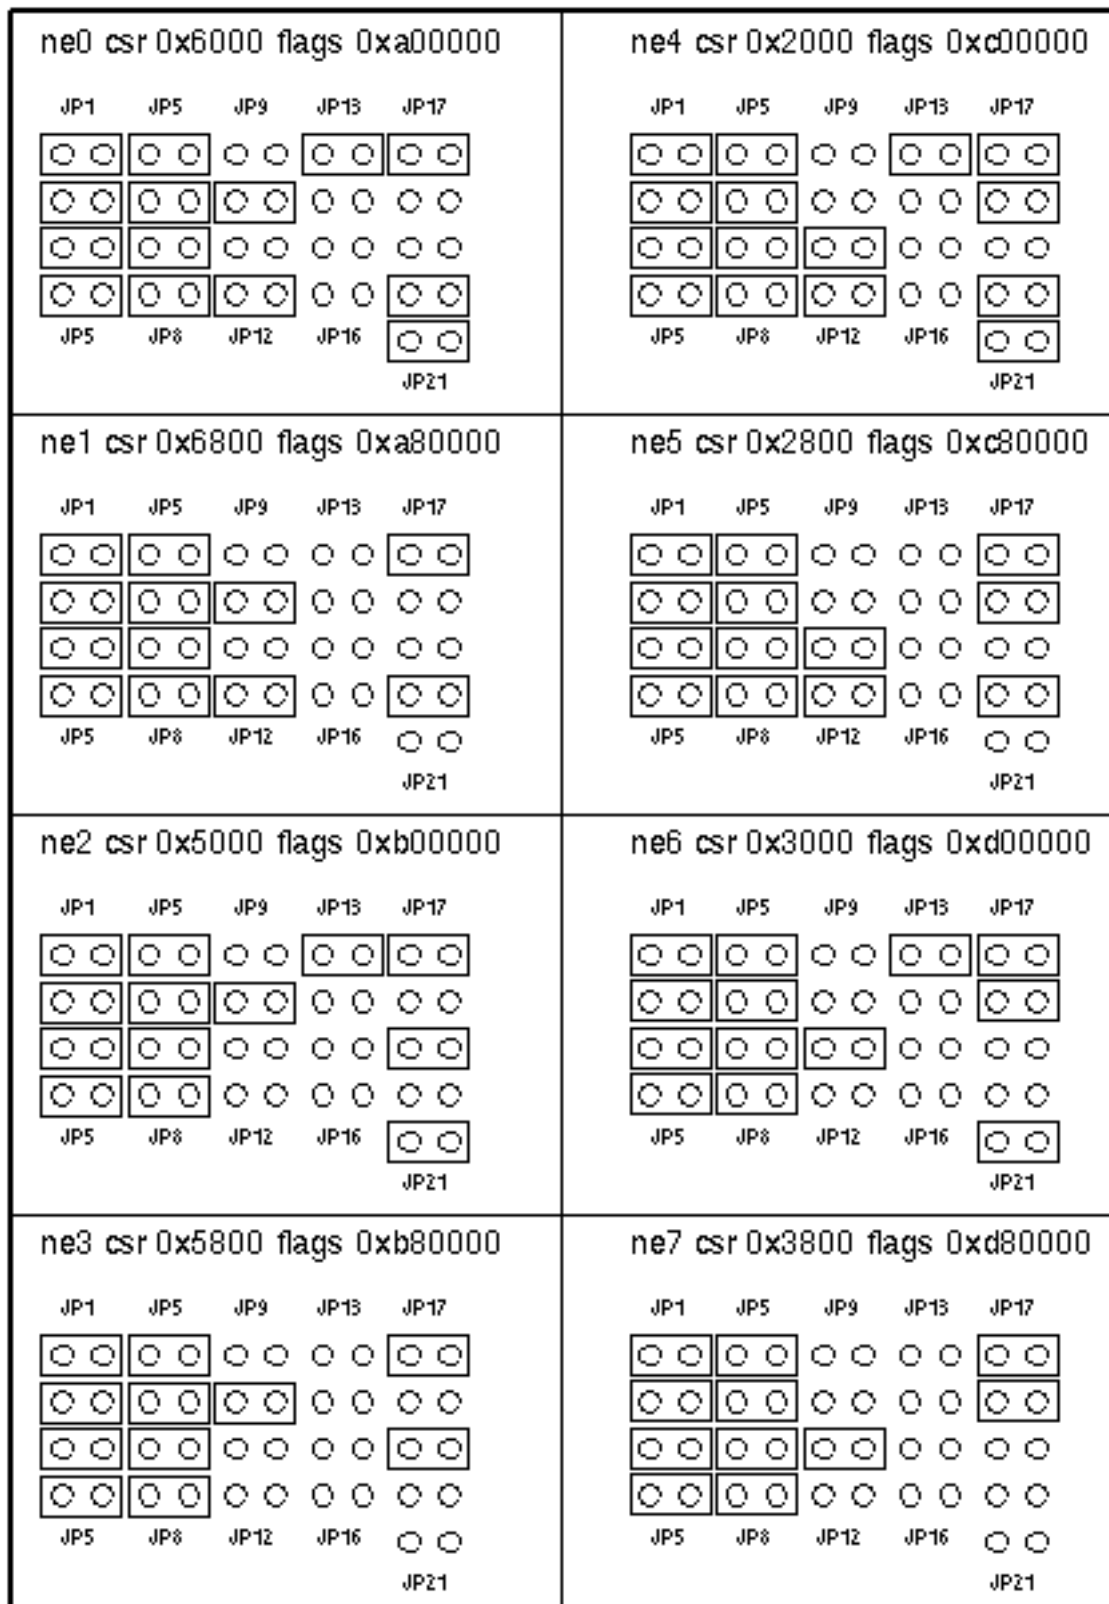 ne0 csr 0x6000 flags 0xa00000
JP1 JP5 JP9 JP13 JP17
JP5 JP8 JP12 JP16
JP21
ne4 csr 0x2000 flags 0xc00000
JP1 JP5 JP9 JP13 JP17
JP5 JP8 JP12 JP16
JP21
ne1 csr 0x6800 flags 0xa80000
JP1 JP5 JP9 JP13 JP17
JP5 JP8 JP12 JP16
JP21
ne5 csr 0x2800 flags 0xc80000
JP1 JP5 JP9 JP13 JP17
JP5 JP8 JP12 JP16
JP21
ne2 csr 0x5000 flags 0xb00000
JP1 JP5 JP9 JP13 JP17
JP5 JP8 JP12 JP16
JP21
ne6 csr 0x3000 flags 0xd00000
JP1 JP5 JP9 JP13 JP17
JP5 JP8 JP12 JP16
JP21
ne3 csr 0x5800 flags 0xb80000
JP1 JP5 JP9 JP13 JP17
JP5 JP8 JP12 JP16
JP21
ne7 csr 0x3800 flags 0xd80000
JP1 JP5 JP9 JP13 JP17
JP5 JP8 JP12 JP16
JP21